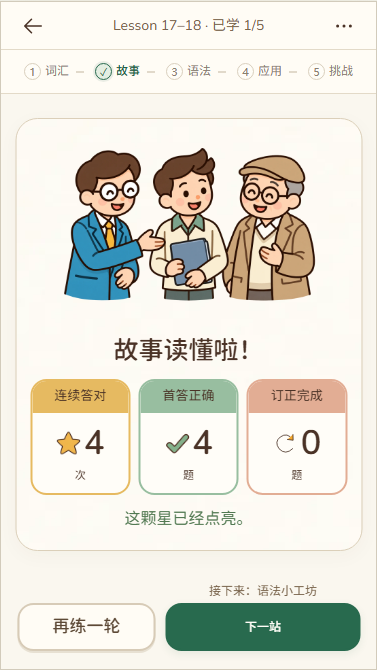 Lesson 17–18 · 已学 1/5
1 词汇 故事 3 语法 4 应用 5 挑战
故事读懂啦！
连续答对 首答正确 订正完成
4 4 0
次 题 题
这颗星已经点亮。
接下来：语法小工坊
再练一轮 下一站